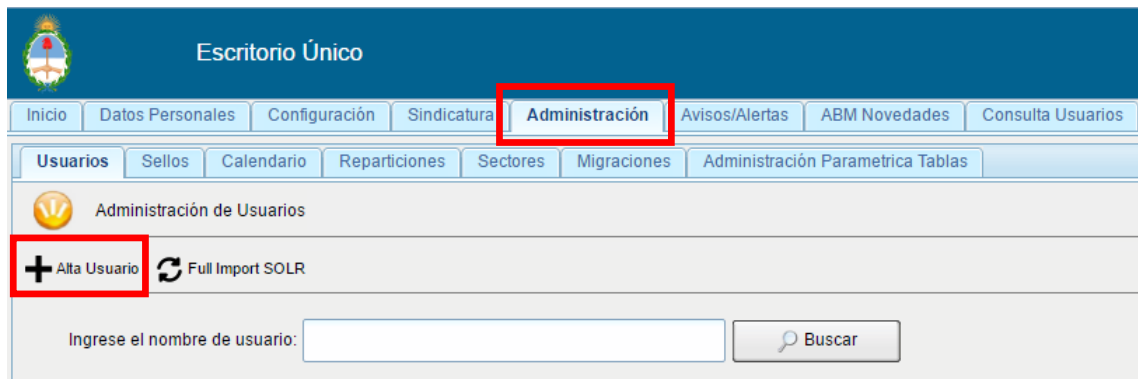 Escritorio Único
Inicio Datos Personales Configuración Sindicatura Administración Avisos/Alertas ABM Novedades Consulta Usuarios
Usuarios Sellos Calendario Reparticiones Sectores Migraciones Administración Parametrica Tablas
Administración de Usuarios
Alta Usuario Full Import SOLR
Ingrese el nombre de usuario: Buscar